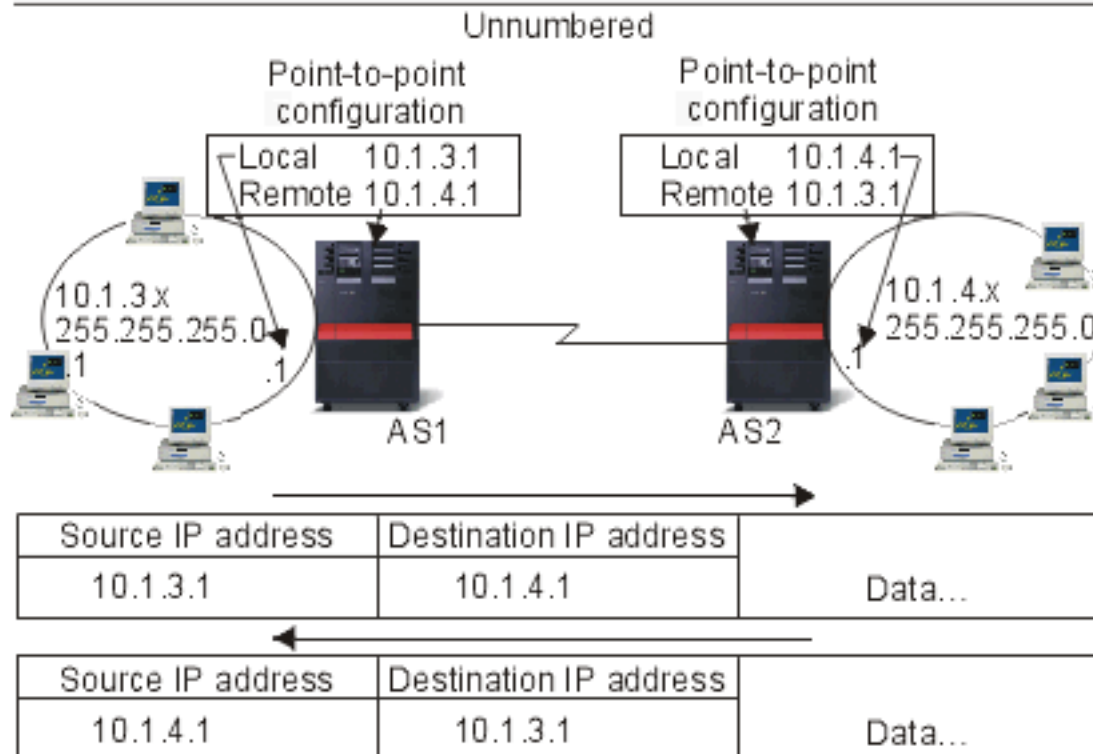 Unnumbered
Point-to-point
configuration
Local 10.1.3.1
Remote 10.1.4.1
Point-to-point
configuration
Local 10.1.4.1
Remote 10.1.3.1
10.1.3.x
255.255.255.0
.1
.1
AS1
10.1.4.x
255.255.255.0
.1
AS2
Source IP address Destination IP address
10.1.3.1 10.1.4.1 Data...
Source IP address Destination IP address
10.1.4.1 10.1.3.1 Data...